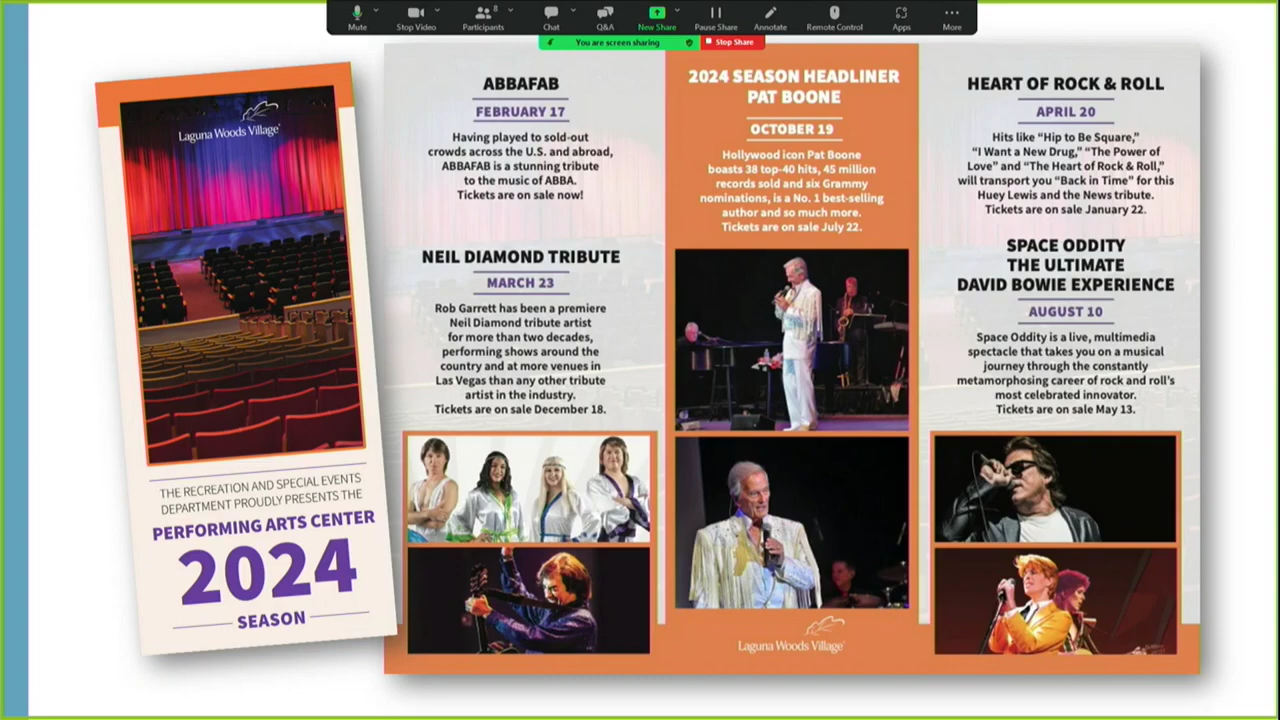 Mute
Stop Video
Participants
8
Chat
Q&A
New Share
Pause Share
Annotate
Remote Control
Apps
More
You are screen sharing
Stop Share
Laguna Woods Village
THE RECREATION AND SPECIAL EVENTS
DEPARTMENT PROUDLY PRESENTS THE
PERFORMING ARTS CENTER
2024
SEASON
ABBAFAB
FEBRUARY 17
Having played to sold-out
crowds across the U.S. and abroad,
ABBAFAB is a stunning tribute
to the music of ABBA.
Tickets are on sale now!
NEIL DIAMOND TRIBUTE
MARCH 23
Rob Garrett has been a premiere
Neil Diamond tribute artist
for more than two decades,
performing shows around the
country and at more venues in
Las Vegas than any other tribute
artist in the industry.
Tickets are on sale December 18.
2024 SEASON HEADLINER
PAT BOONE
OCTOBER 19
Hollywood icon Pat Boone
boasts 38 top-40 hits, 45 million
records sold and six Grammy
nominations, is a No. 1 best-selling
author and so much more.
Tickets are on sale July 22.
Laguna Woods Village
HEART OF ROCK & ROLL
APRIL 20
Hits like “Hip to Be Square,”
“I Want a New Drug,” “The Power of
Love” and “The Heart of Rock & Roll,”
will transport you “Back in Time” for this
Huey Lewis and the News tribute.
Tickets are on sale January 22.
SPACE ODDITY
THE ULTIMATE
DAVID BOWIE EXPERIENCE
AUGUST 10
Space Oddity is a live, multimedia
spectacle that takes you on a musical
journey through the constantly
metamorphosing career of rock and roll’s
most celebrated innovator.
Tickets are on sale May 13.